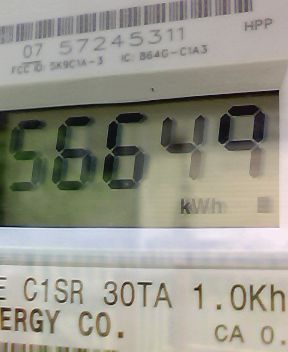 07 57245311
HPP
FCC ID: SK9C1A-3 IC: 864G-C1A3
56649
kWh
E C1SR 30TA 1.0Kh
ERGY CO.
CA 0.